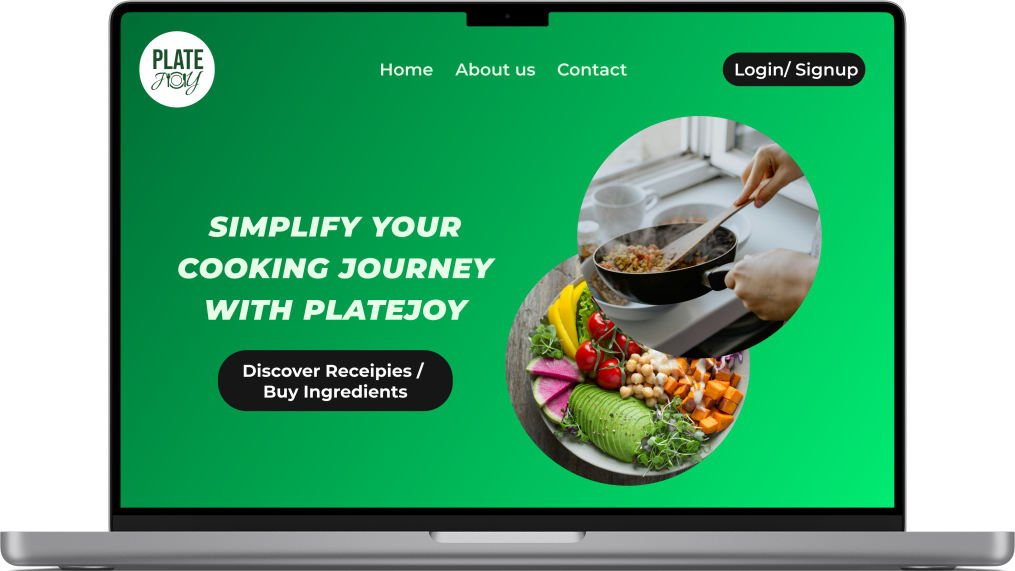 PLATE
JOY
Home About us Contact
Login/ Signup
SIMPLIFY YOUR
COOKING JOURNEY
WITH PLATEJOY
Discover Receipies /
Buy Ingredients